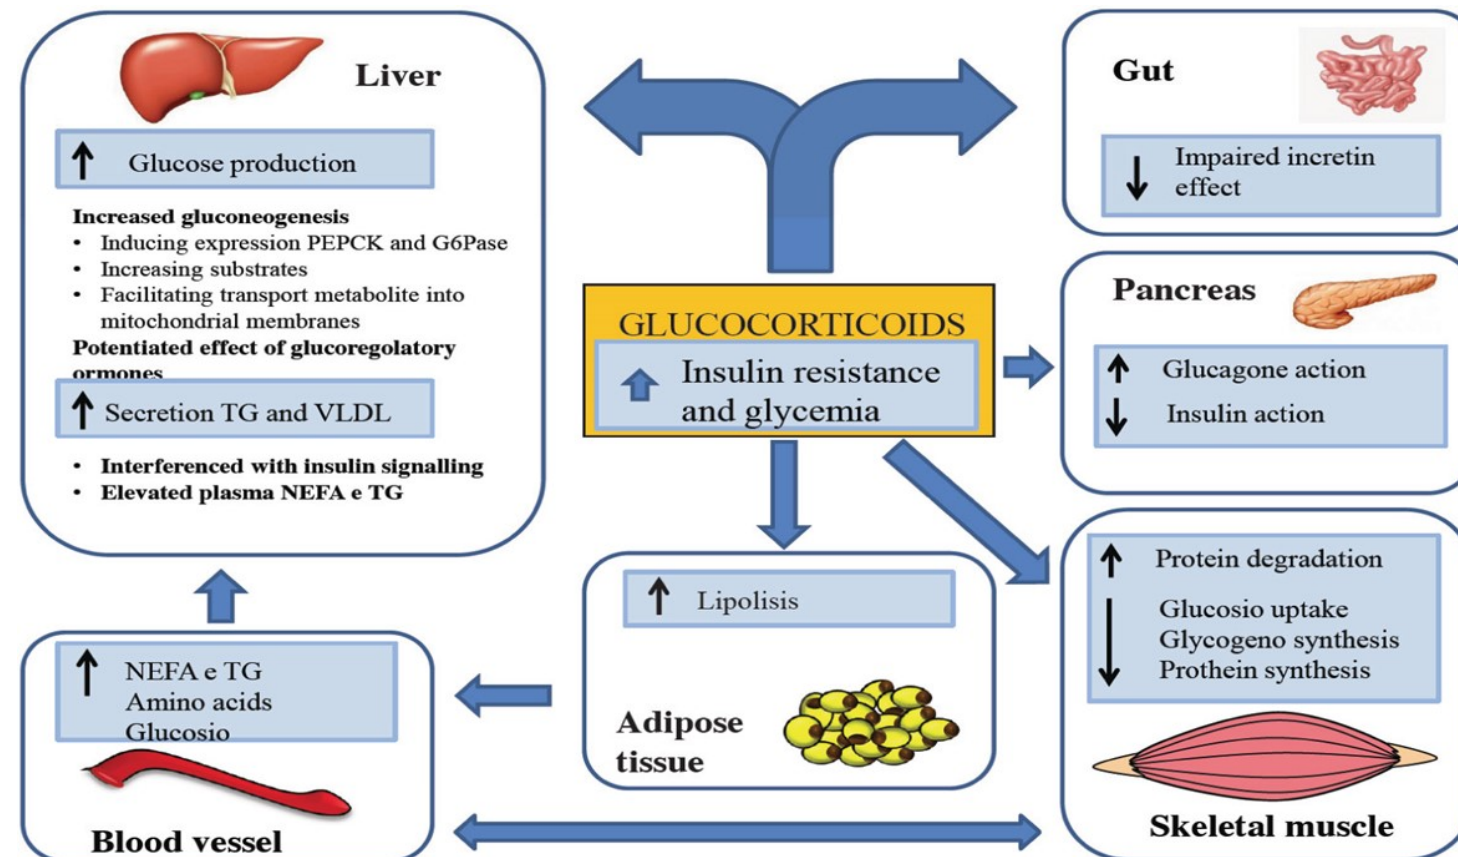 Liver
Glucose production
Increased gluconeogenesis
• Inducing expression PEPCK and G6Pase
• Increasing substrates
• Facilitating transport metabolite into
mitochondrial membranes
Potentiated effect of glucoregolatory
ormones
Secretion TG and VLDL
• Interferenced with insulin signalling
• Elevated plasma NEFA e TG
Gut
Impaired incretin
effect
GLUCOCORTICOIDS
Insulin resistance
and glycemia
Pancreas
Glucagone action
Insulin action
Protein degradation
Glucosio uptake
Glycogeno synthesis
Prothein synthesis
Skeletal muscle
Lipolisis
Adipose
tissue
NEFA e TG
Amino acids
Glucosio
Blood vessel